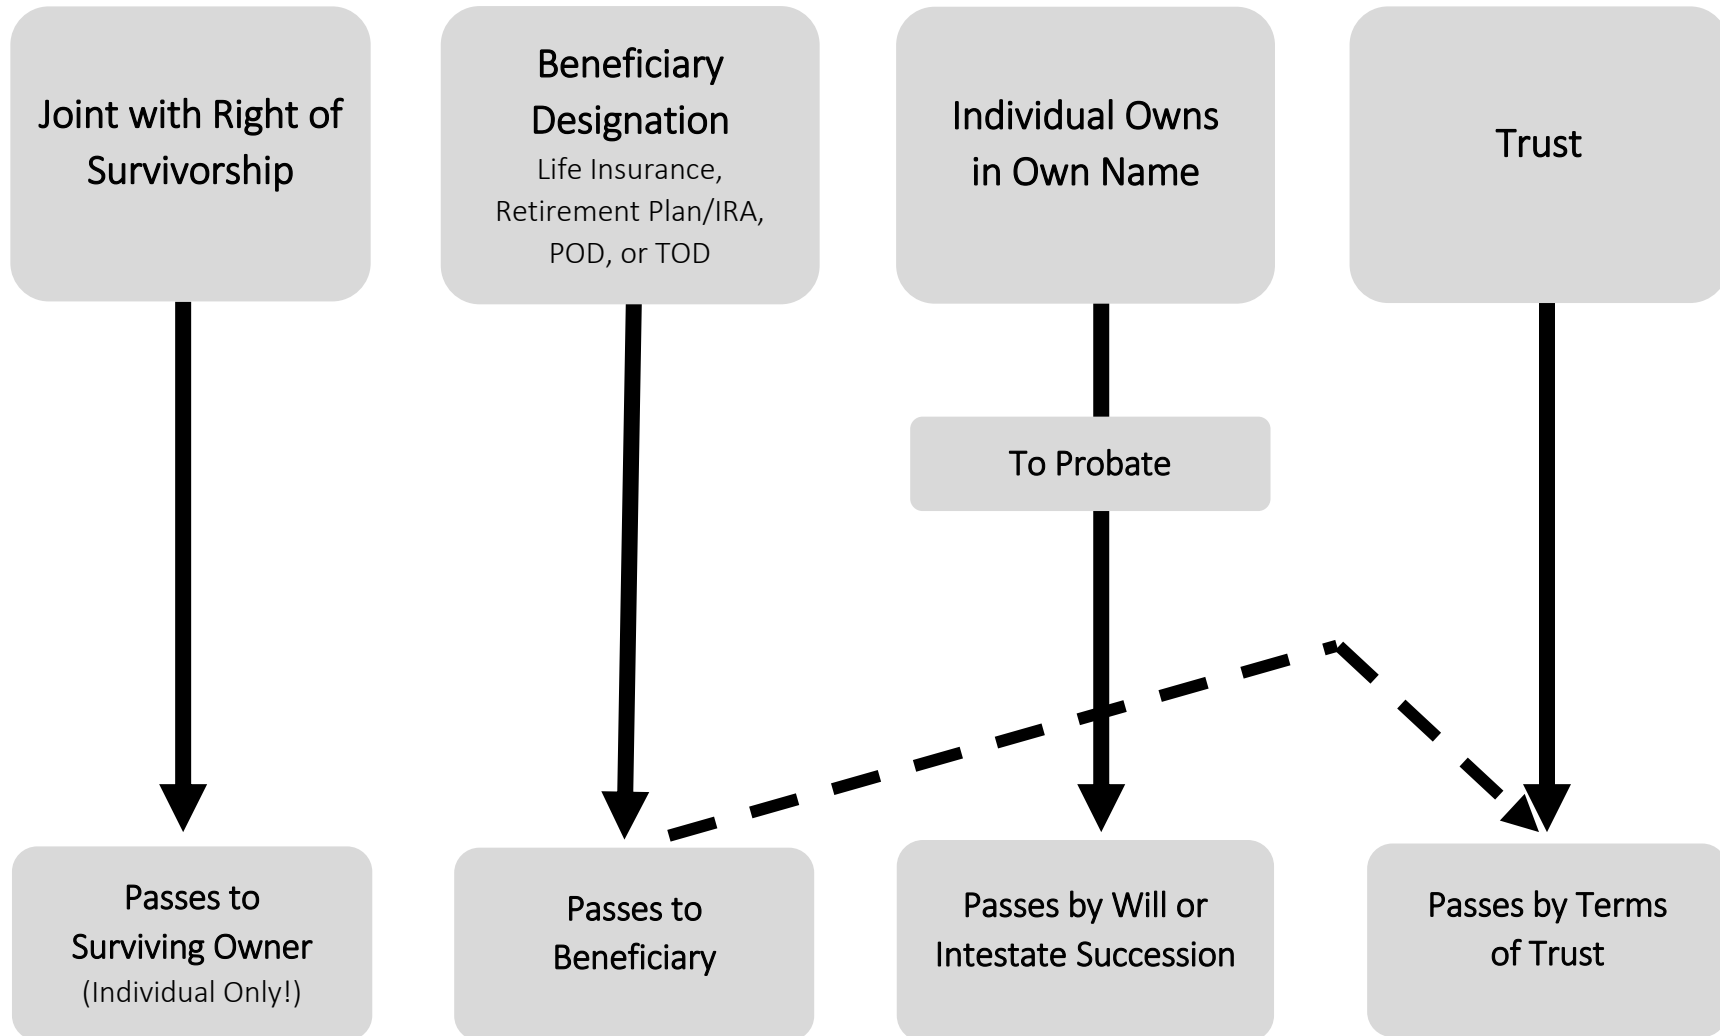 Joint with Right of
Survivorship
Beneficiary
Designation
Life Insurance,
Retirement Plan/IRA,
POD, or TOD
Individual Owns
in Own Name
Trust
To Probate
Passes to
Surviving Owner
(Individual Only!)
Passes to
Beneficiary
Passes by Will or
Intestate Succession
Passes by Terms
of Trust